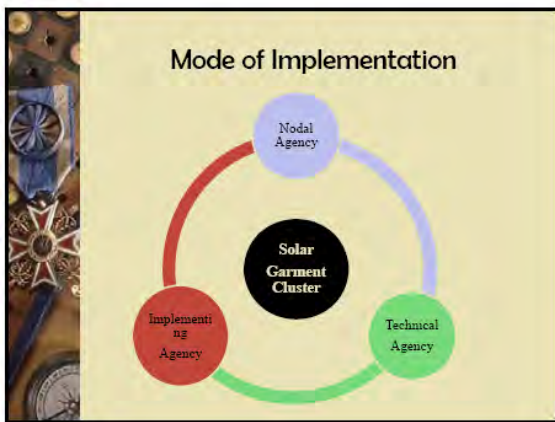 Mode of Implementation
Nodal
Agency
Solar
Garment
Cluster
Implementi
ng
Agency
Technical
Agency